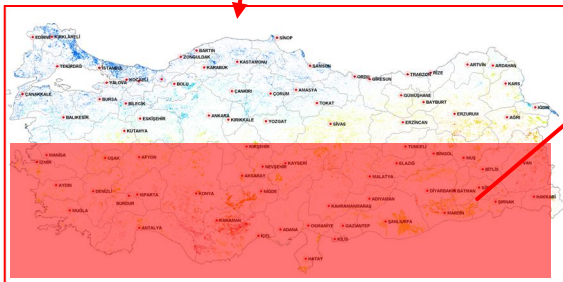 SİNOP
EDİRNE KIRKLARELİ
BARTIN
ZONGULDAK
KASTAMONU
TEKİRDAĞ
İSTANBUL
KARABÜK
SAMSUN
ARTVİN ARDAHAN
ORDU
GİRESUN
TRABZON
RİZE
YALOVA KOCAELİ
BOLU
KARS
ÇANAKKALE
ÇANKIRI
ÇORUM
AMASYA
GÜMÜŞHANE
BURSA
BİLECİK
TOKAT
BAYBURT
IĞDIR
BALIKESİR
ESKİŞEHİR
ANKARA
KIRIKKALE
YOZGAT
SİVAS
ERZİNCAN
ERZURUM
AĞRI
KÜTAHYA
KIRŞEHİR
TUNCELİ
MANİSA
UŞAK
AFYON
BİNGÖL
MUŞ
İZMİR
NEVŞEHİR
KAYSERİ
ELAZIĞ
BİTLİS
VAN
AKSARAY
MALATYA
AYDIN
DENİZLİ
ISPARTA
KONYA
NİĞDE
DİYARBAKIR
BATMAN
BURDUR
ADIYAMAN
ŞIRNAK
HAKKARİ
MUĞLA
KAHRAMANMARAŞ
MARDİN
ANTALYA
KARAMAN
ADANA
OSMANİYE
GAZİANTEP
ŞANLIURFA
İÇEL
KİLİS
HATAY